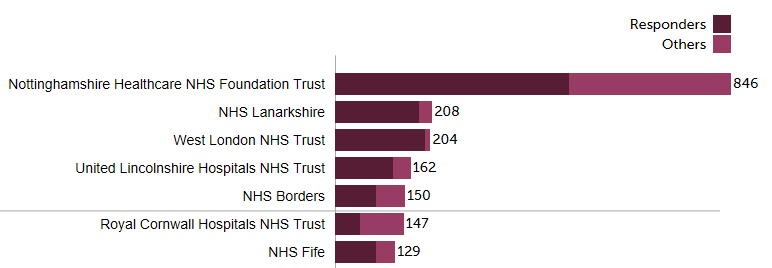 Responders
Others
Nottinghamshire Healthcare NHS Foundation Trust 846
NHS Lanarkshire 208
West London NHS Trust 204
United Lincolnshire Hospitals NHS Trust 162
NHS Borders 150
Royal Cornwall Hospitals NHS Trust 147
NHS Fife 129